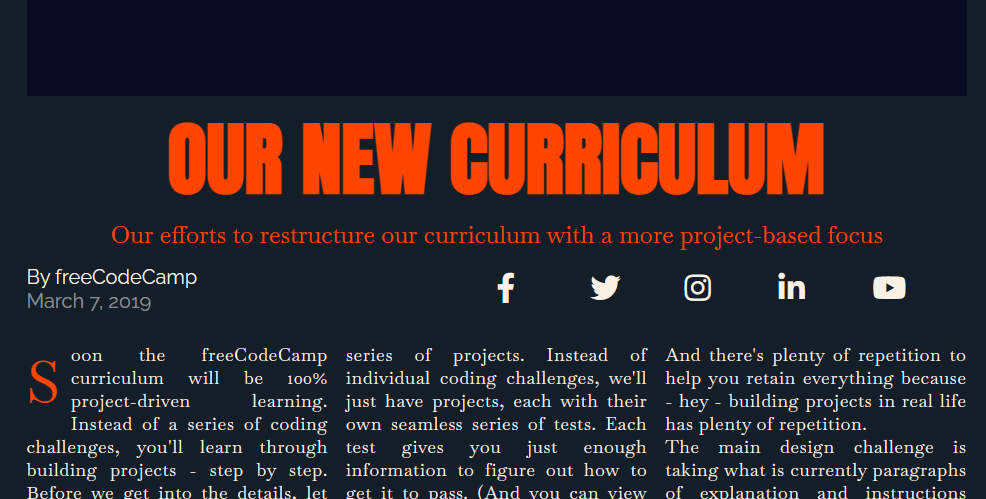 OUR NEW CURRICULUM
Our efforts to restructure our curriculum with a more project-based focus
By freeCodeCamp
March 7, 2019
Soon the freeCodeCamp
curriculum will be 100%
project-driven learning.
Instead of a series of coding
challenges, you'll learn through
building projects - step by step.
Before we get into the details, let
series of projects. Instead of
individual coding challenges, we'll
just have projects, each with their
own seamless series of tests. Each
test gives you just enough
information to figure out how to
get it to pass. (And you can view
And there's plenty of repetition to
help you retain everything because
- hey - building projects in real life
has plenty of repetition.
The main design challenge is
taking what is currently paragraphs
of explanation and instructions